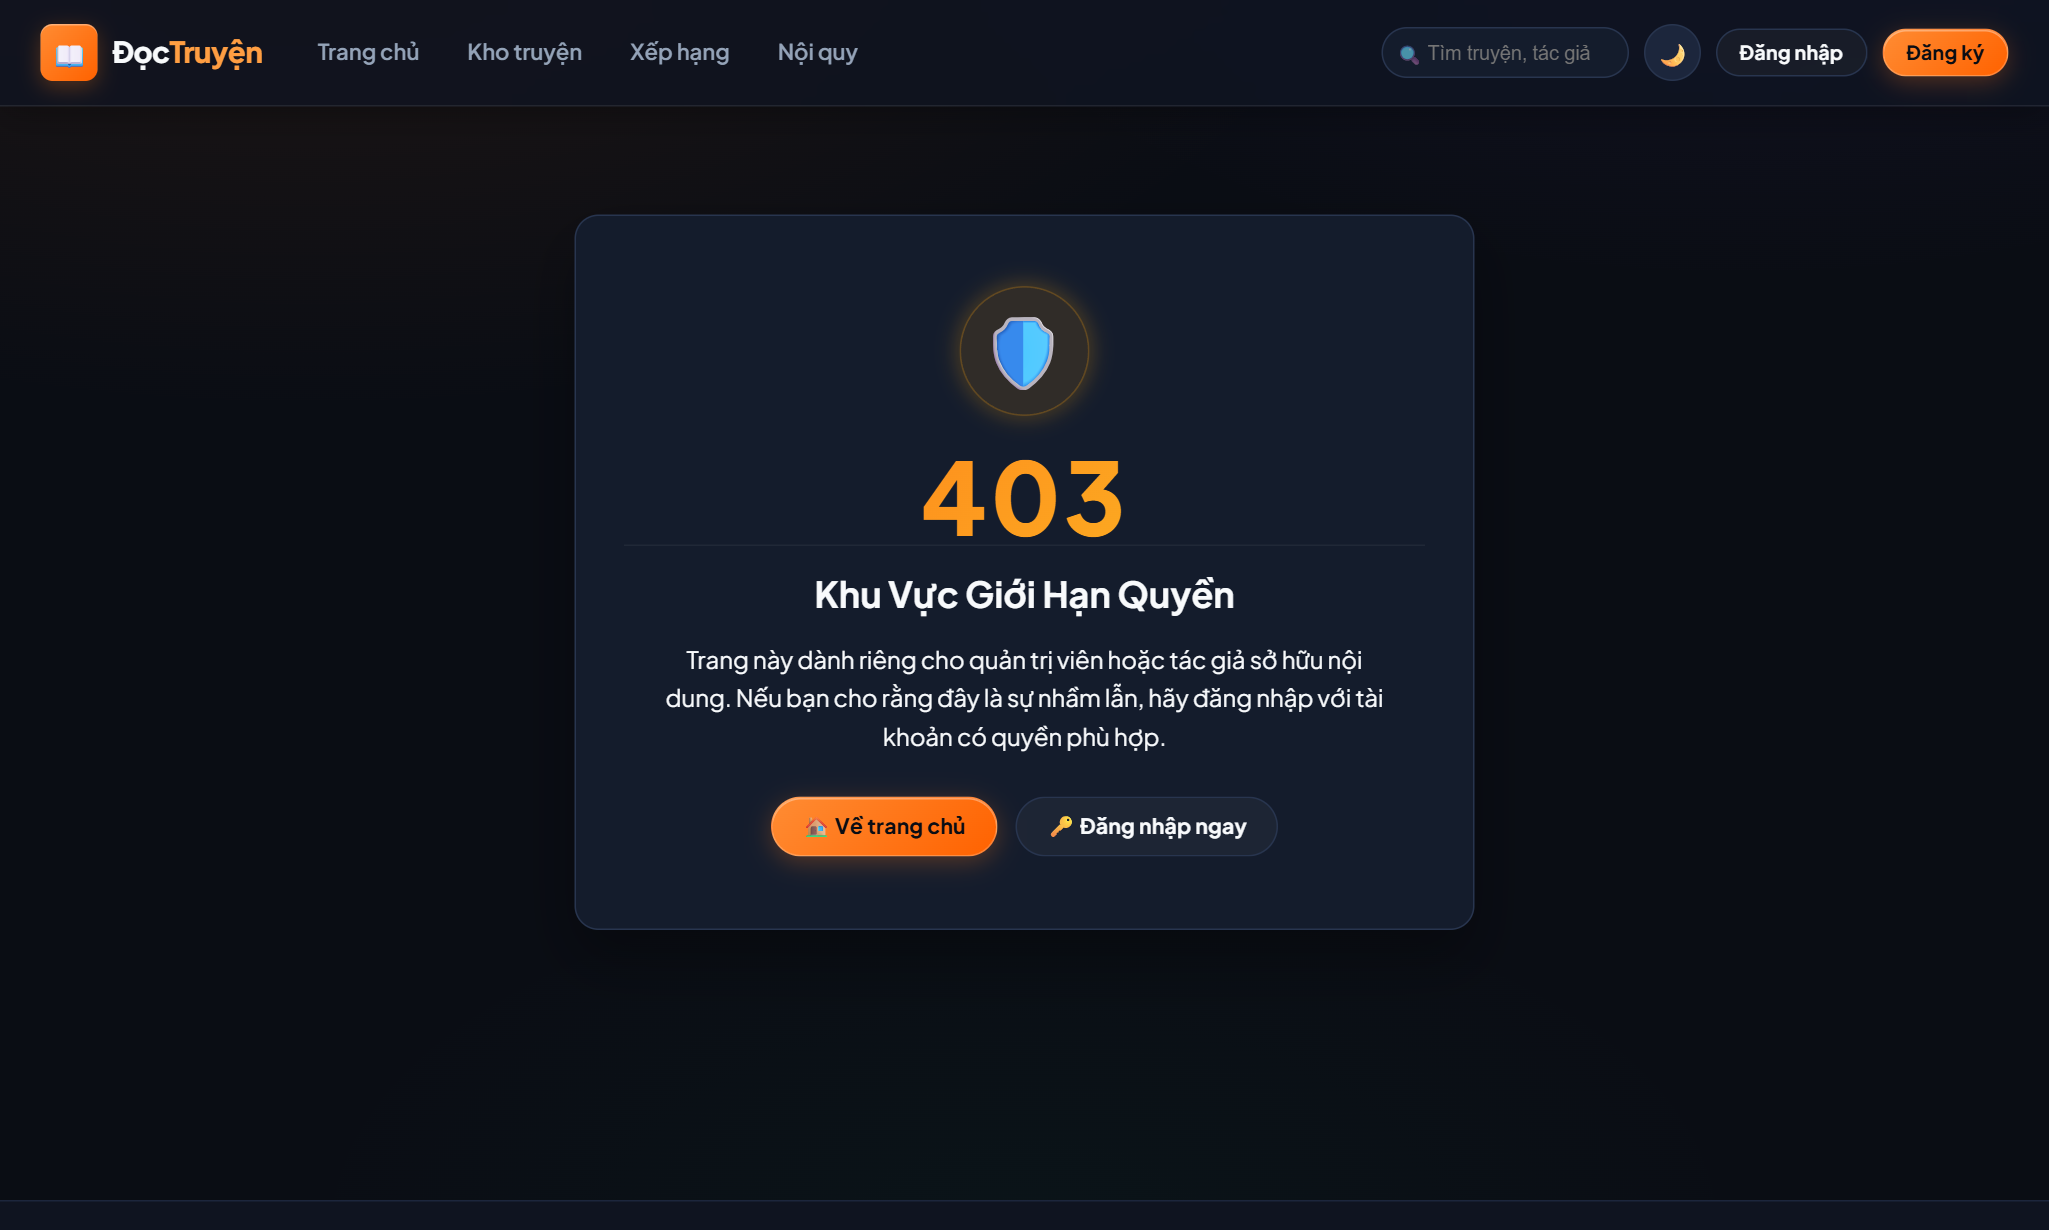 ĐọcTruyện
Trang chủ
Kho truyện
Xếp hạng
Nội quy
Tìm truyện, tác giả
Đăng nhập
Đăng ký
403
Khu Vực Giới Hạn Quyền
Trang này dành riêng cho quản trị viên hoặc tác giả sở hữu nội
dung. Nếu bạn cho rằng đây là sự nhầm lẫn, hãy đăng nhập với tài
khoản có quyền phù hợp.
Về trang chủ
Đăng nhập ngay